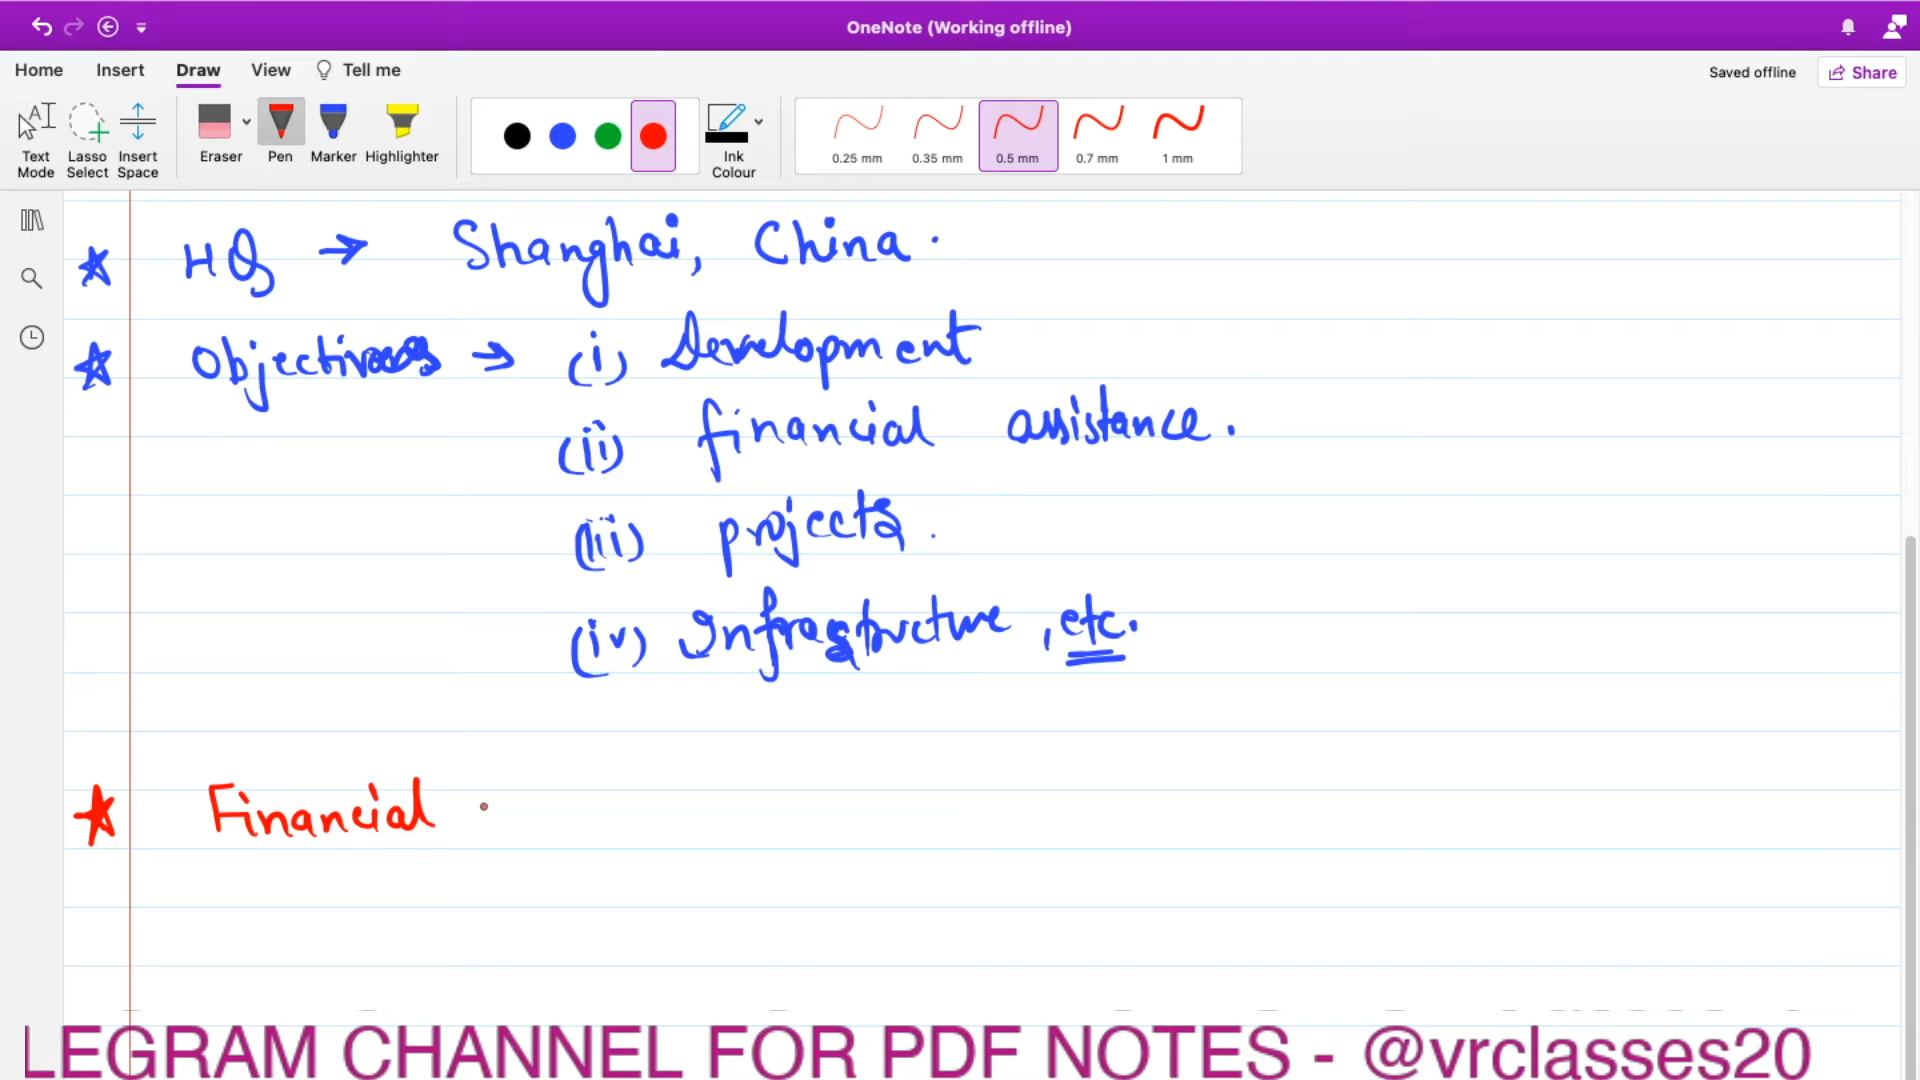 OneNote (Working offline)
Home Insert Draw View Tell me
Saved offline Share
Text Mode Lasso Select Insert Space Eraser Pen Marker Highlighter Ink Colour 0.25 mm 0.35 mm 0.5 mm 0.7 mm 1 mm
HQs → Shanghai, China.
Objectives → (i) Development
(ii) financial assistance.
(iii) projects.
(iv) Infrastructure, etc.
Financial
LEGRAM CHANNEL FOR PDF NOTES - @vrclasses20